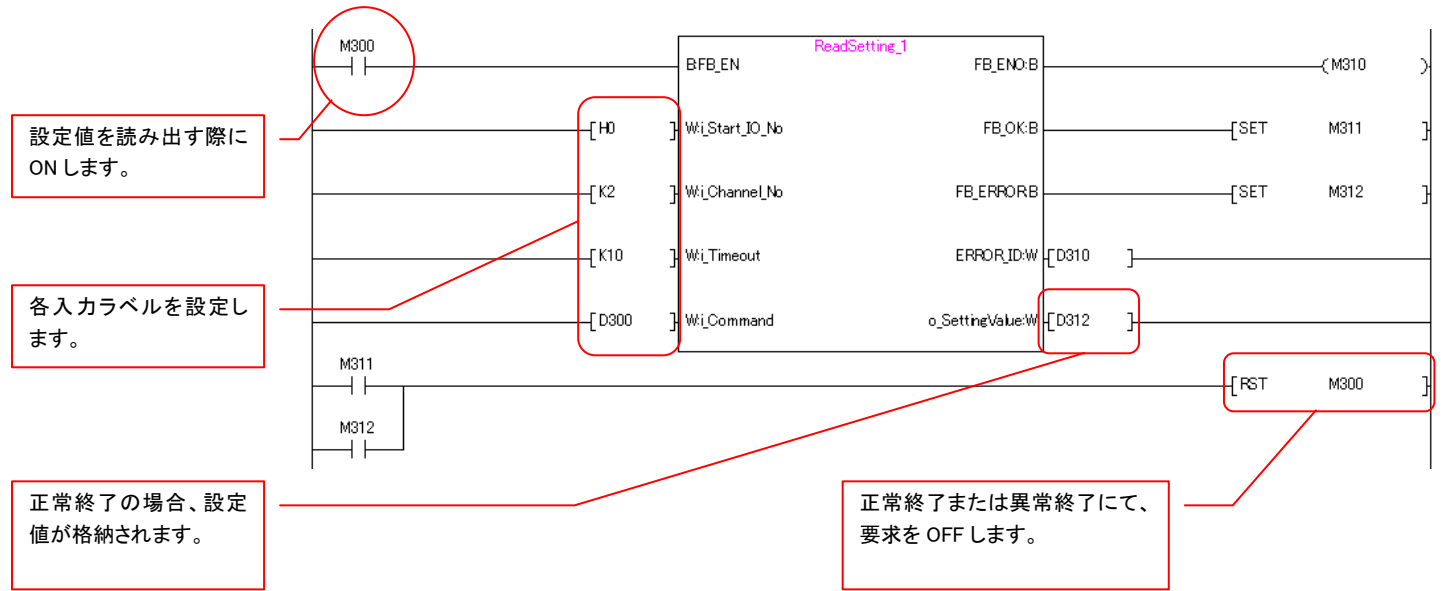 M300
ReadSetting_1
B:FB_EN FB_ENO:B ( M310 )
設定値を読み出す際に
ONします。
[ H0 ] W:i_Start_IO_No FB_OK:B [SET M311 ]
[ K2 ] W:i_Channel_No FB_ERROR:B [SET M312 ]
[ K10 ] W:i_Timeout ERROR_ID:W [ D310 ]
各入力ラベルを設定し
ます。
[ D300 ] W:i_Command o_SettingValue:W [ D312 ]
M311
[RST M300 ]
M312
正常終了の場合、設定
値が格納されます。
正常終了または異常終了にて、
要求を OFF します。